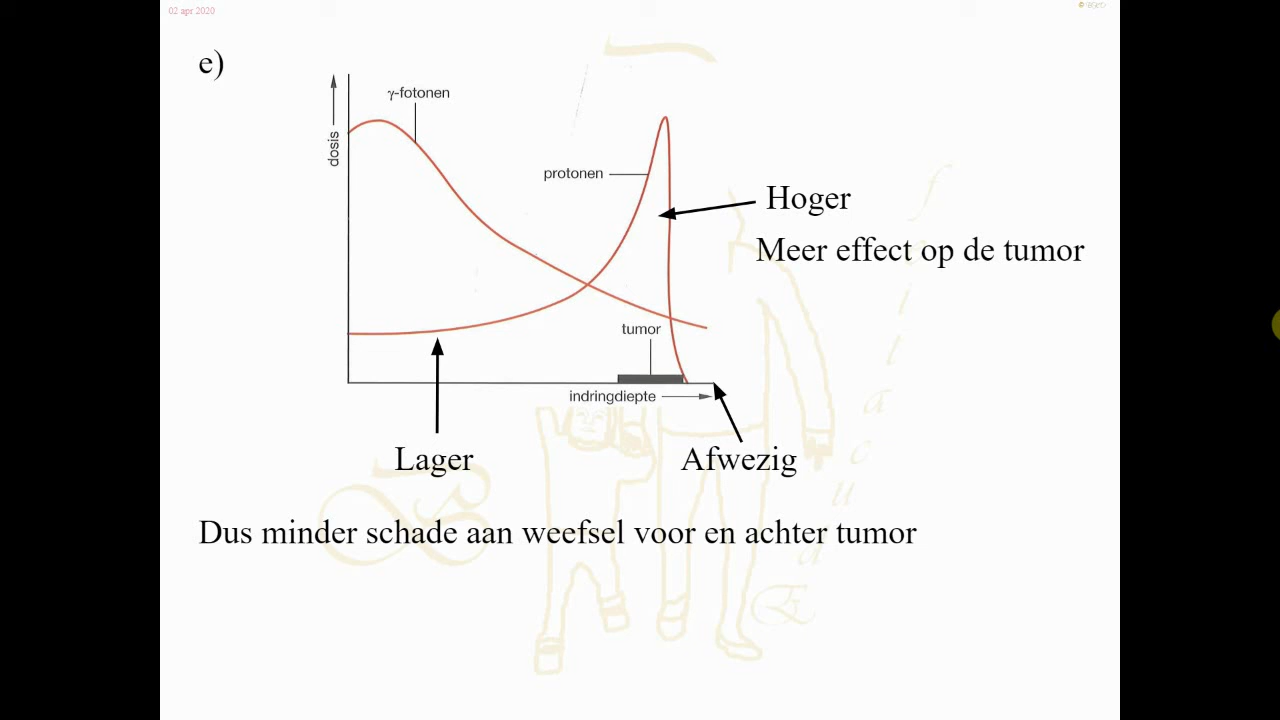 02 apr 2020
e)
γ-fotonen
dosis
protonen
Hoger
Meer effect op de tumor
tumor
indringdiepte
Lager
Afwezig
Dus minder schade aan weefsel voor en achter tumor